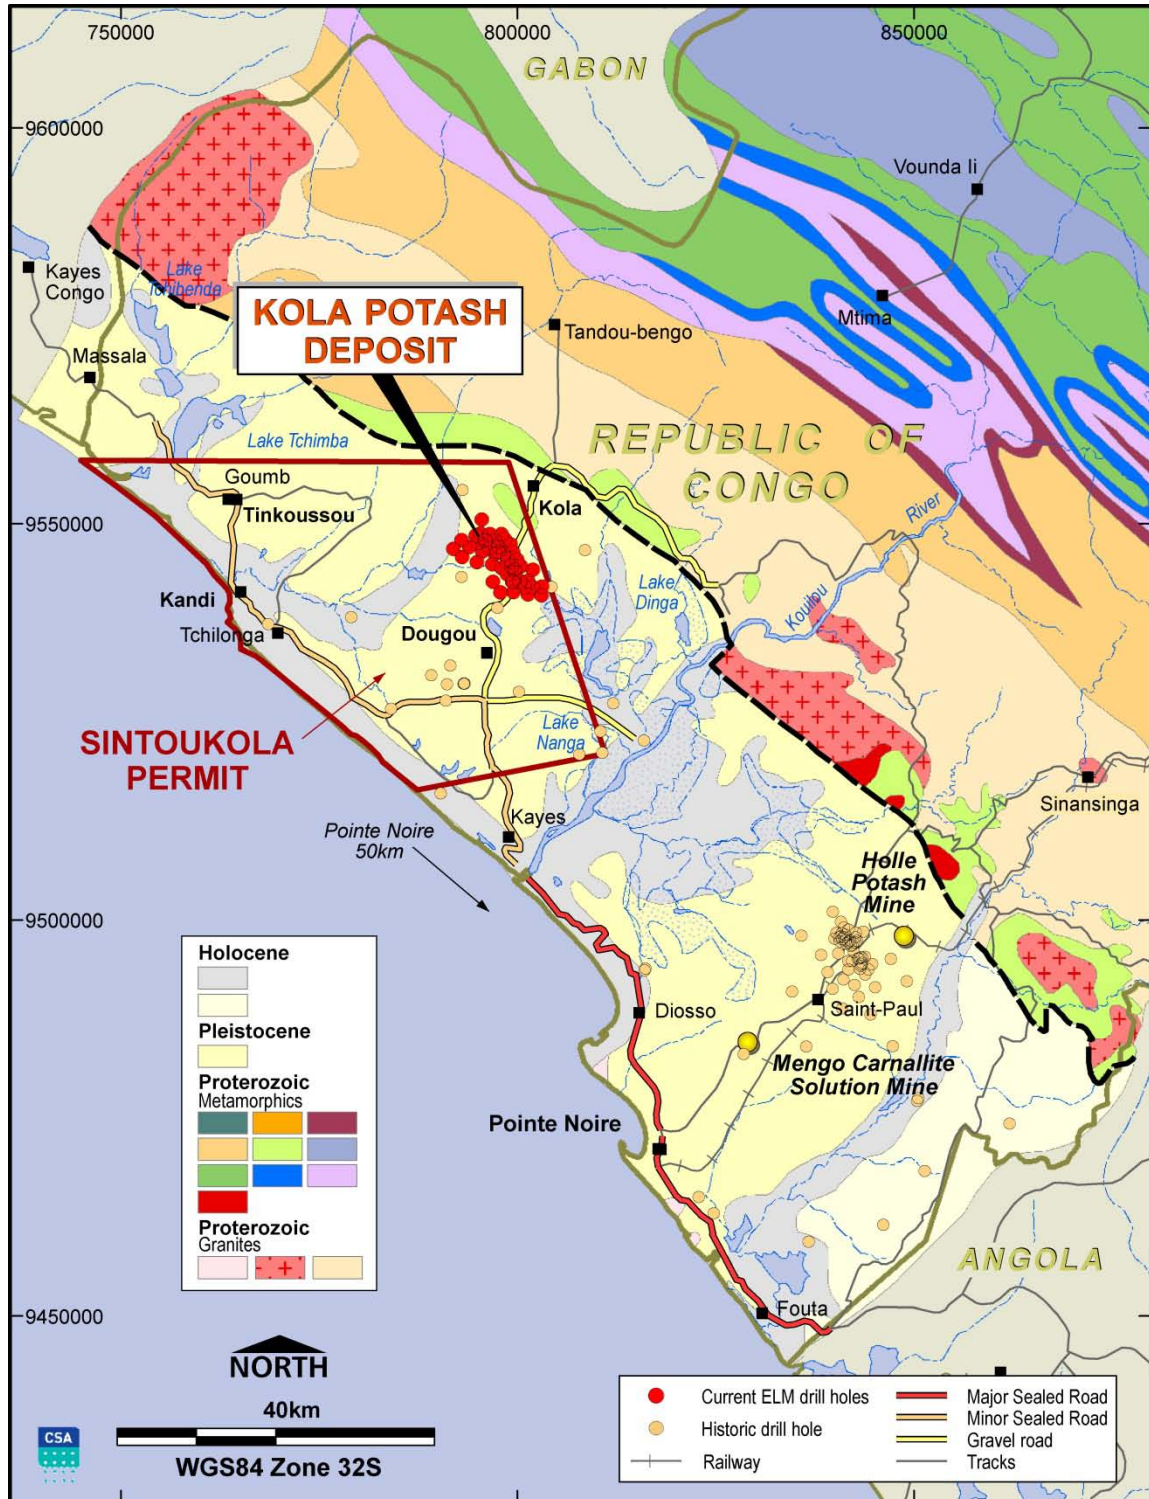 750000
800000
850000
GABON
9600000
Vounda Ii
Kayes
Congo
Lake
Tchibenda
KOLA POTASH
DEPOSIT
Tandou-bengo
Mtima
Massala
REPUBLIC OF
CONGO
Lake Tchimba
Goumb
Tinkoussou
Kola
9550000
River
Kouilou
Lake
Dinga
Kandi
Tchilonga
Dougou
SINTOUKOLA
PERMIT
Lake
Nanga
Sinansinga
Kayes
Pointe Noire
50km
Holle
Potash
Mine
9500000
Holocene
Pleistocene
Proterozoic
Metamorphics
Proterozoic
Granites
Diosso
Saint-Paul
Mengo Carnallite
Solution Mine
Pointe Noire
ANGOLA
9450000
Fouta
NORTH
40km
CSA
WGS84 Zone 32S
Current ELM drill holes
Historic drill hole
Railway
Major Sealed Road
Minor Sealed Road
Gravel road
Tracks